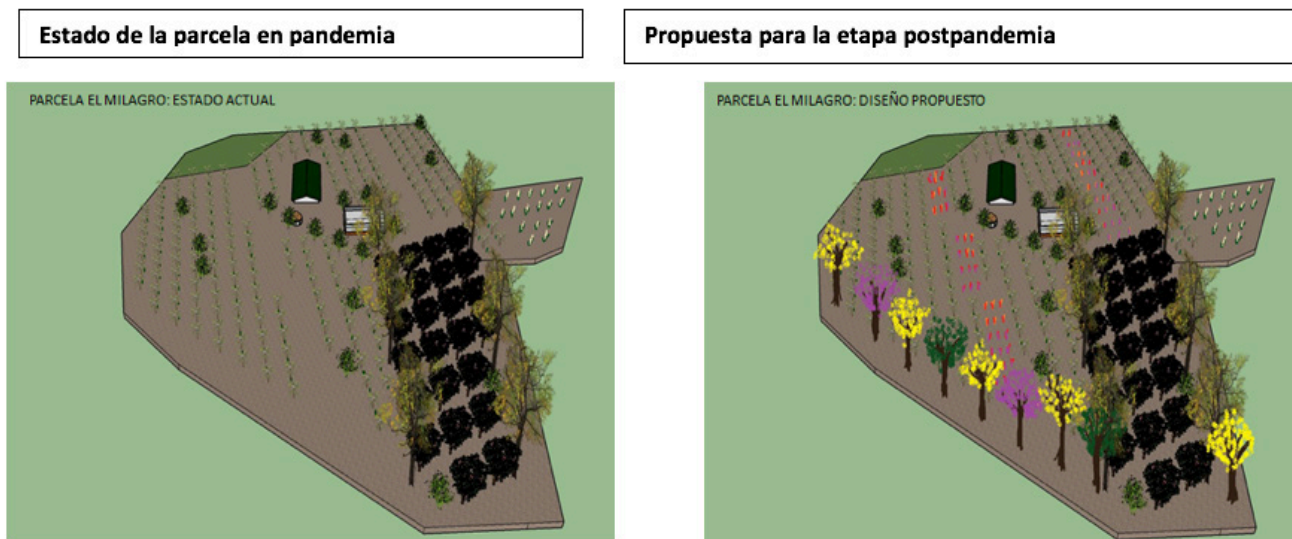 Estado de la parcela en pandemia
Propuesta para la etapa postpandemia
PARCELA EL MILAGRO: ESTADO ACTUAL
PARCELA EL MILAGRO: DISEÑO PROPUESTO